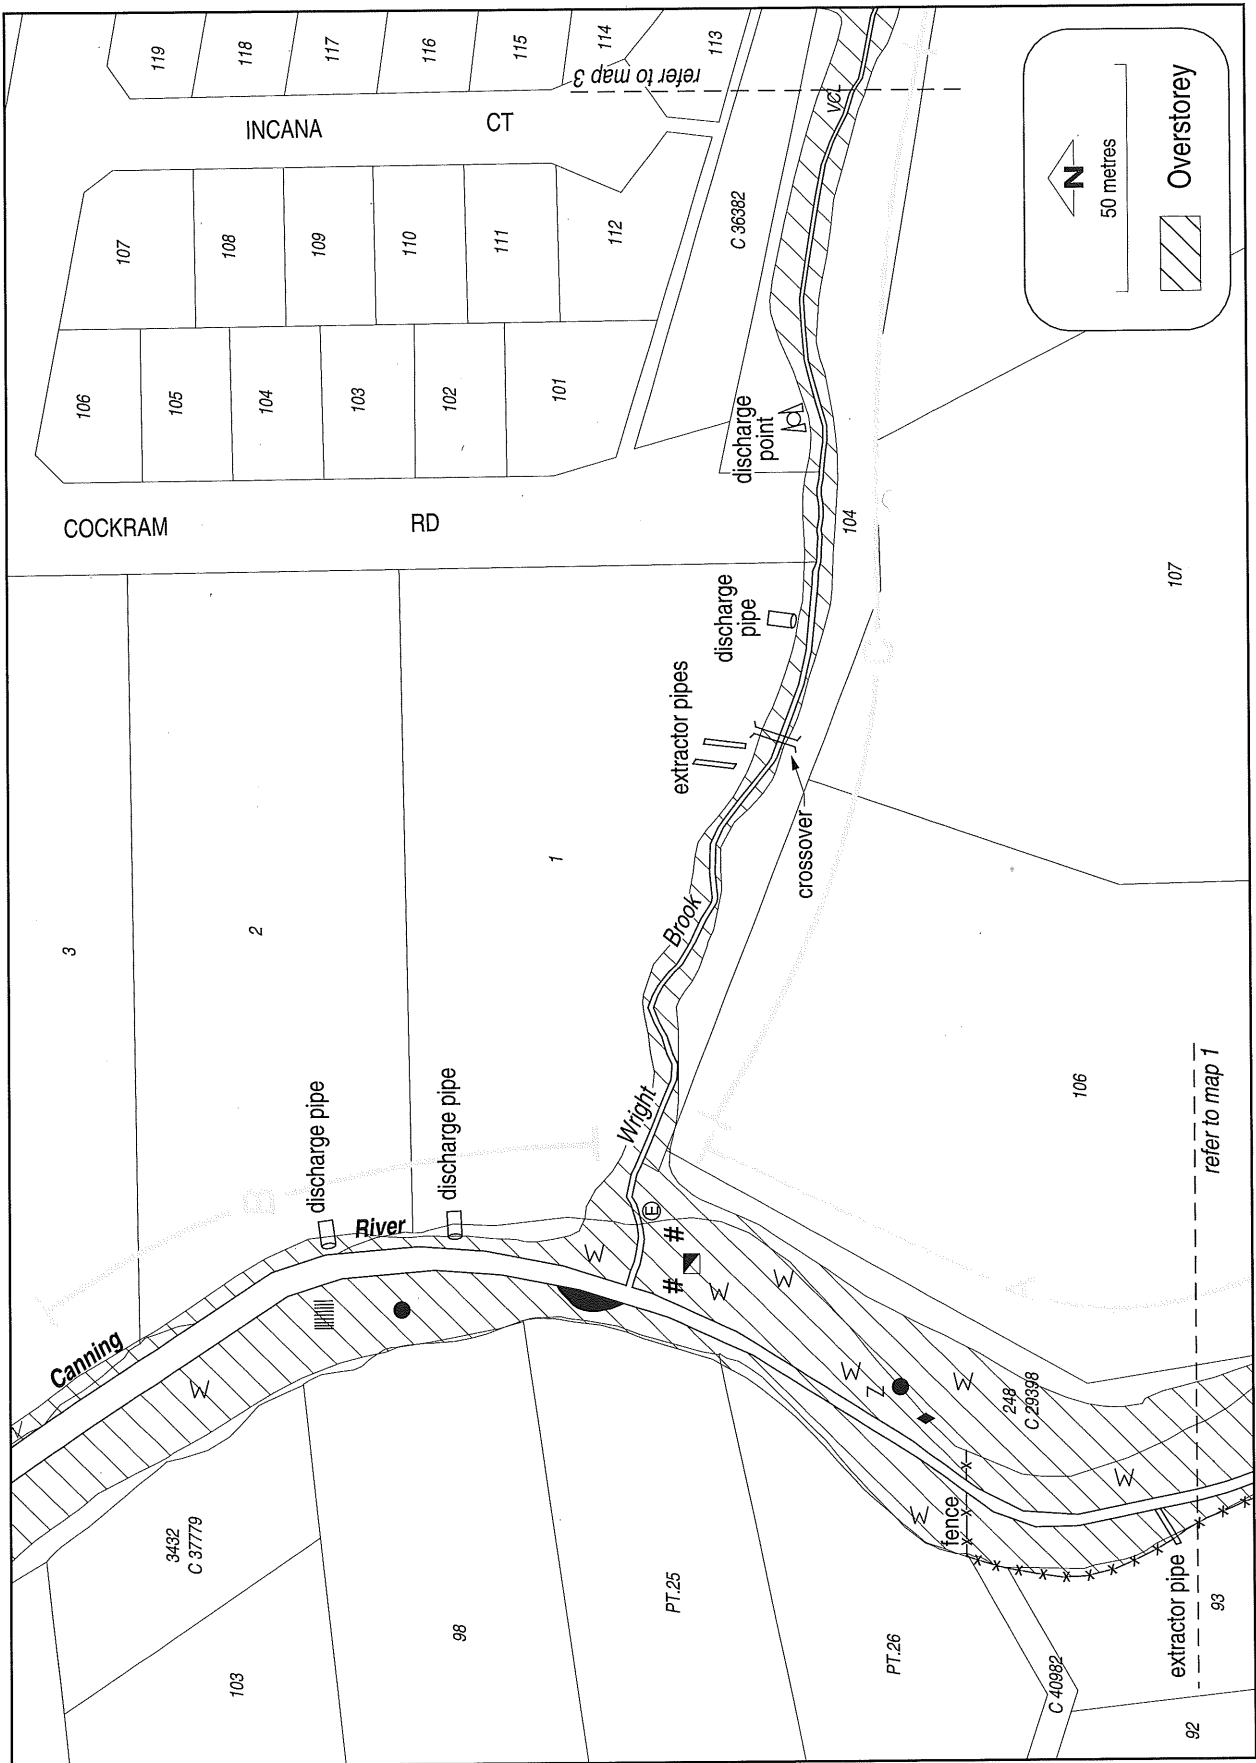 119
118
117
116
115
114
113
refer to map 3
INCANA CT
VCL
N
50 metres
Overstorey
107
108
109
110
111
112
C 36382
106
105
104
103
102
101
discharge
point
COCKRAM RD
104
107
discharge
pipe
extractor pipes
crossover
3
2
1
Wright Brook
discharge pipe
discharge pipe
B
C
A
Canning River
E
#
#
W
W
W
W
W
W
W
W
Z
106
refer to map 1
248
C 29398
fence
extractor pipe
3432
C 37779
103
98
PT.25
PT.26
C 40982
93
92